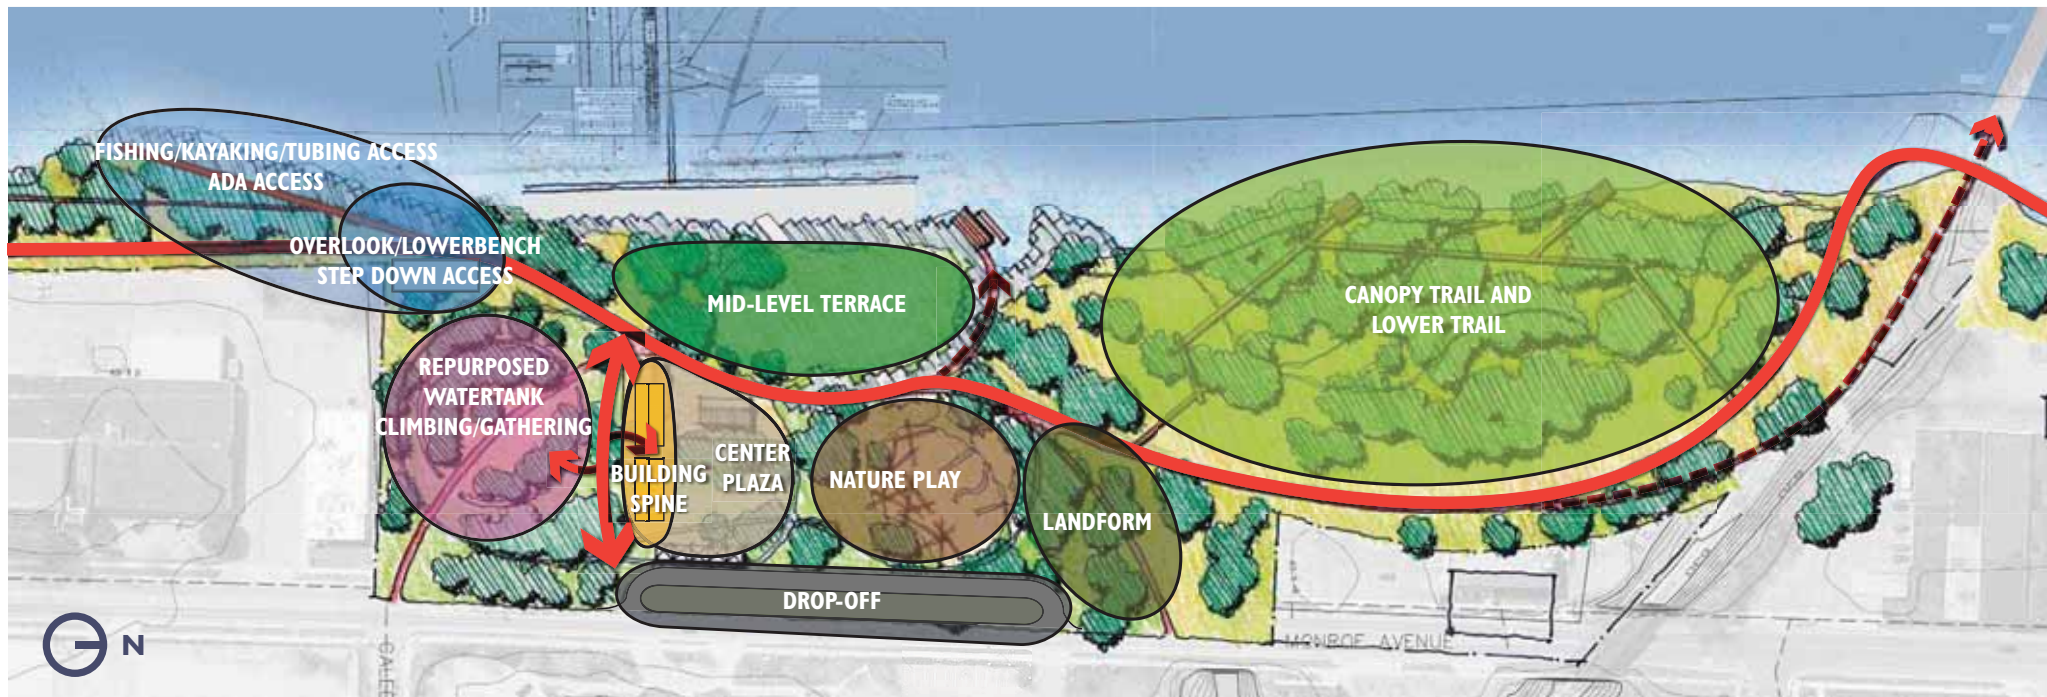 FISHING/KAYAKING/TUBING ACCESS
ADA ACCESS
OVERLOOK/LOWERBENCH
STEP DOWN ACCESS
MID-LEVEL TERRACE
CANOPY TRAIL AND
LOWER TRAIL
REPURPOSED
WATERTANK
CLIMBING/GATHERING
BUILDING
SPINE
CENTER
PLAZA
NATURE PLAY
LANDFORM
DROP-OFF
MONROE AVENUE
N